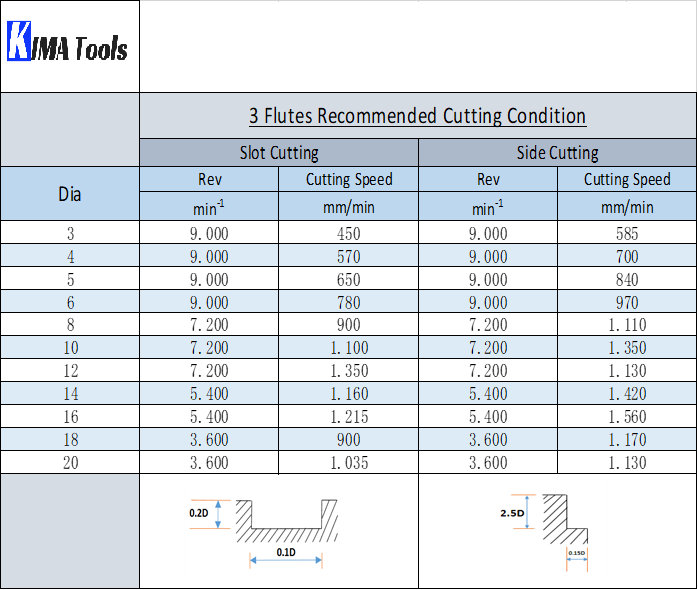 KIMA Tools
3 Flutes Recommended Cutting Condition
Slot Cutting Side Cutting
Dia
Rev Cutting Speed Rev Cutting Speed
min-1 mm/min min-1 mm/min
3 9.000 450 9.000 585
4 9.000 570 9.000 700
5 9.000 650 9.000 840
6 9.000 780 9.000 970
8 7.200 900 7.200 1.110
10 7.200 1.100 7.200 1.350
12 7.200 1.350 7.200 1.130
14 5.400 1.160 5.400 1.420
16 5.400 1.215 5.400 1.560
18 3.600 900 3.600 1.170
20 3.600 1.035 3.600 1.130
0.2D
0.1D
2.5D
0.15D